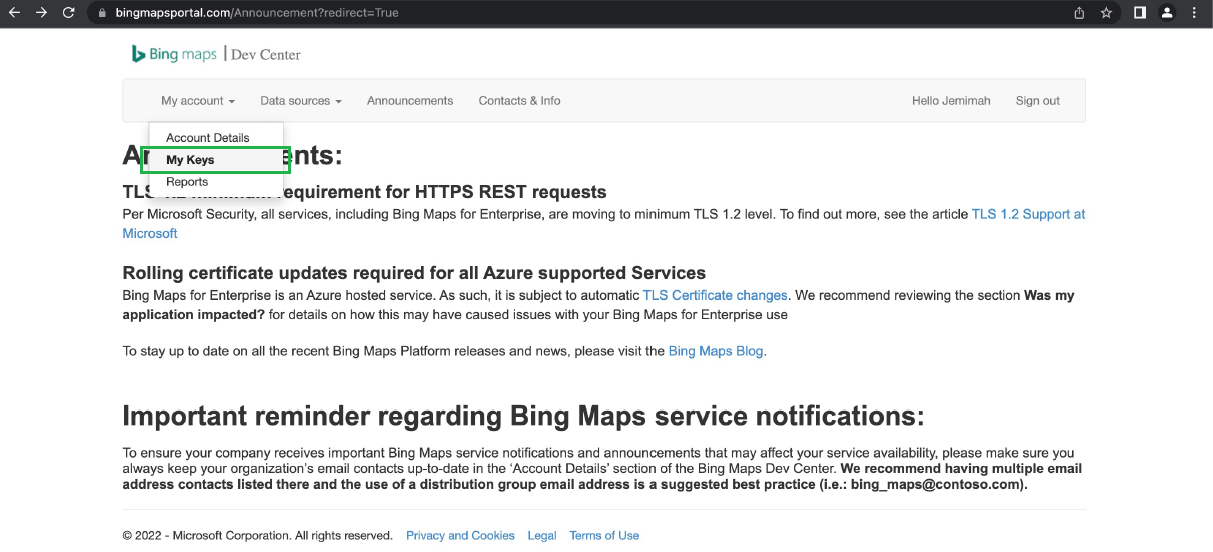 bingmapsportal.com/Announcement?redirect=True
Bing maps | Dev Center
My account Data sources Announcements Contacts & Info Hello Jemimah Sign out
Account Details
My Keys
Reports
nts:
requirement for HTTPS REST requests
Per Microsoft Security, all services, including Bing Maps for Enterprise, are moving to minimum TLS 1.2 level. To find out more, see the article TLS 1.2 Support at
Microsoft
Rolling certificate updates required for all Azure supported Services
Bing Maps for Enterprise is an Azure hosted service. As such, it is subject to automatic TLS Certificate changes. We recommend reviewing the section Was my
application impacted? for details on how this may have caused issues with your Bing Maps for Enterprise use
To stay up to date on all the recent Bing Maps Platform releases and news, please visit the Bing Maps Blog.
Important reminder regarding Bing Maps service notifications:
To ensure your company receives important Bing Maps service notifications and announcements that may affect your service availability, please make sure you
always keep your organization's email contacts up-to-date in the ‘Account Details’ section of the Bing Maps Dev Center. We recommend having multiple email
address contacts listed there and the use of a distribution group email address is a suggested best practice (i.e.: bing_maps@contoso.com).
© 2022 - Microsoft Corporation. All rights reserved. Privacy and Cookies Legal Terms of Use